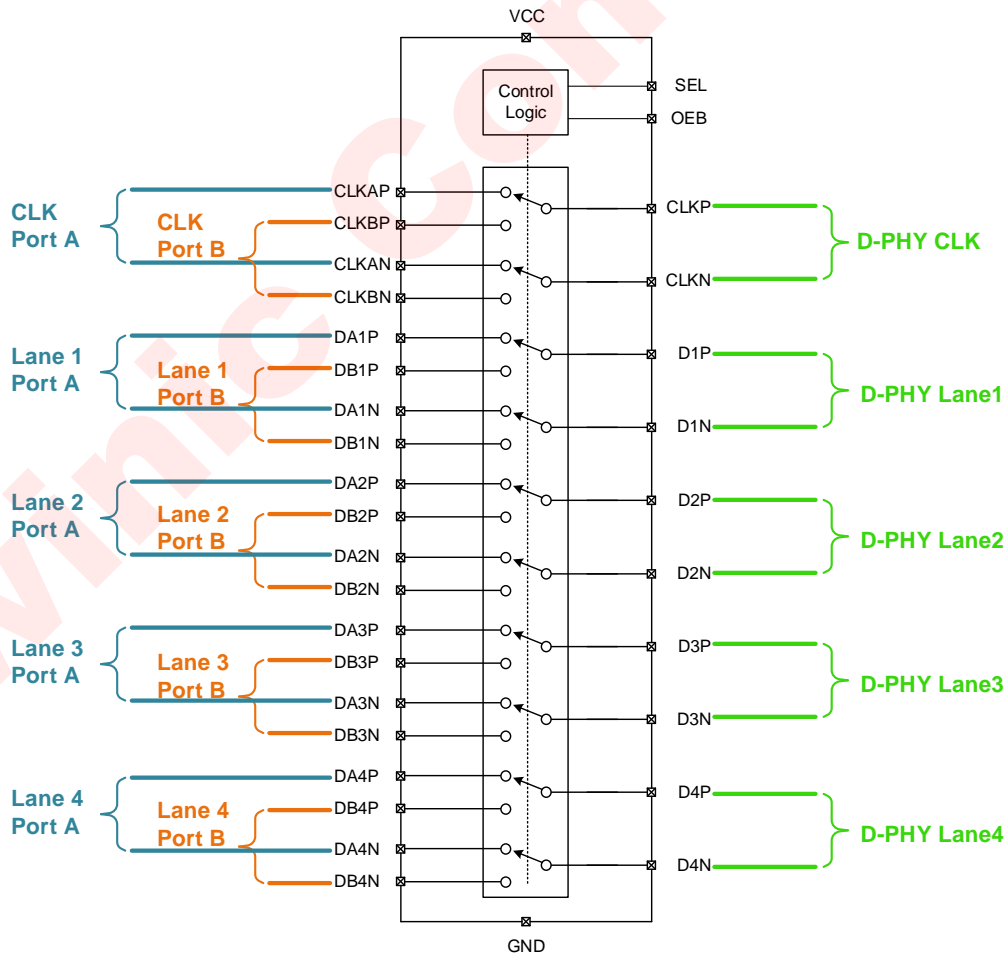 VCC
Control
Logic
SEL
OEB
CLK
Port A
CLK
Port B
CLKAP
CLKBP
CLKAN
CLKBN
CLKP
CLKN
D-PHY CLK
Lane 1
Port A
Lane 1
Port B
DA1P
DB1P
DA1N
DB1N
D1P
D1N
D-PHY Lane1
Lane 2
Port A
Lane 2
Port B
DA2P
DB2P
DA2N
DB2N
D2P
D2N
D-PHY Lane2
Lane 3
Port A
Lane 3
Port B
DA3P
DB3P
DA3N
DB3N
D3P
D3N
D-PHY Lane3
Lane 4
Port A
Lane 4
Port B
DA4P
DB4P
DA4N
DB4N
D4P
D4N
D-PHY Lane4
GND